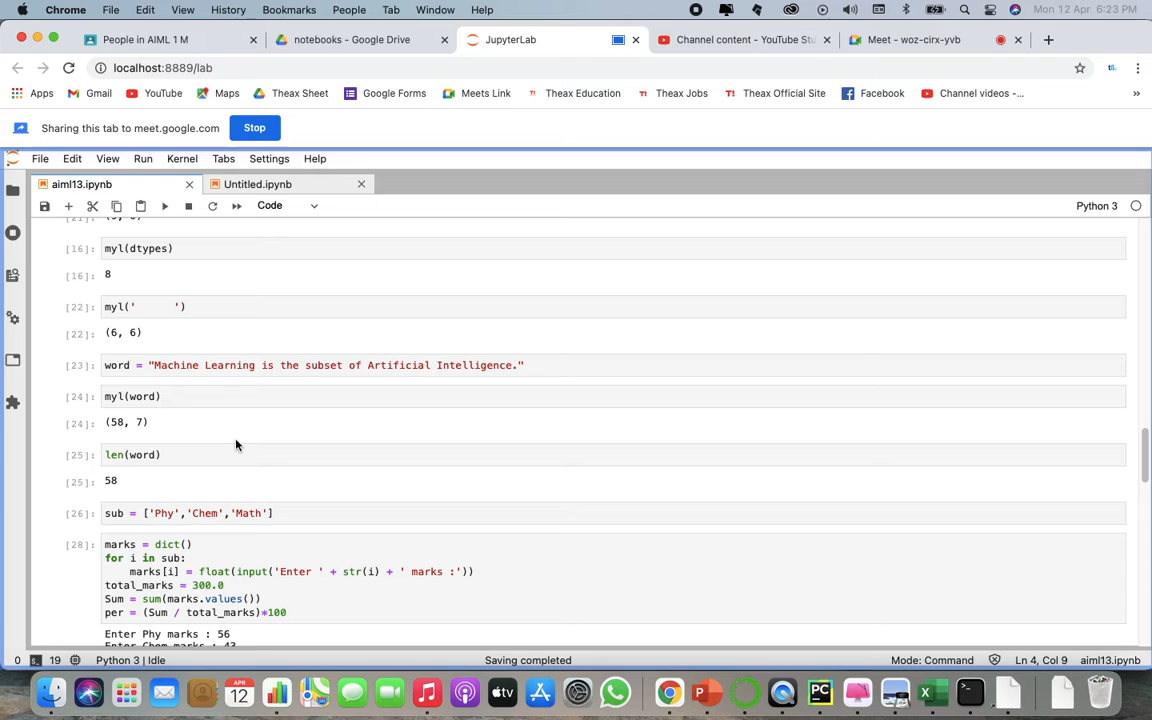 Chrome File Edit View History Bookmarks People Tab Window Help Mon 12 Apr 6:23 PM
People in AIML 1 M notebooks - Google Drive JupyterLab Channel content - YouTube Stu Meet - woz-cirx-yvb
localhost:8889/lab
Apps Gmail YouTube Maps Theax Sheet Google Forms Meets Link Theax Education Theax Jobs Theax Official Site Facebook Channel videos -...
Sharing this tab to meet.google.com Stop
File Edit View Run Kernel Tabs Settings Help
aiml13.ipynb Untitled.ipynb
Code Python 3
[16]: myl(dtypes)
[16]: 8
[22]: myl('      ')
[22]: (6, 6)
[23]: word = "Machine Learning is the subset of Artificial Intelligence."
[24]: myl(word)
[24]: (58, 7)
[25]: len(word)
[25]: 58
[26]: sub = ['Phy','Chem','Math']
[28]: marks = dict()
for i in sub:
marks[i] = float(input('Enter ' + str(i) + ' marks :'))
total_marks = 300.0
Sum = sum(marks.values())
per = (Sum / total_marks)*100
Enter Phy marks : 56
Enter Chem marks : 43
0 19 Python 3 | Idle Saving completed Mode: Command Ln 4, Col 9 aiml13.ipynb